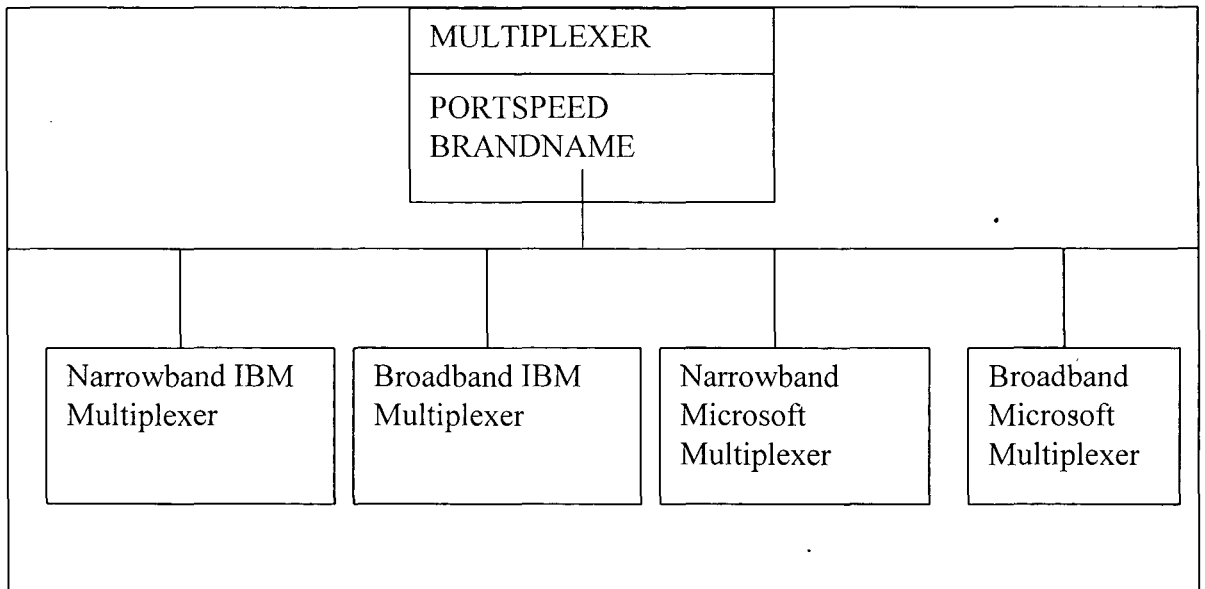 MULTIPLEXER
PORTSPEED
BRANDNAME
Narrowband IBM
Multiplexer
Broadband IBM
Multiplexer
Narrowband
Microsoft
Multiplexer
Broadband
Microsoft
Multiplexer